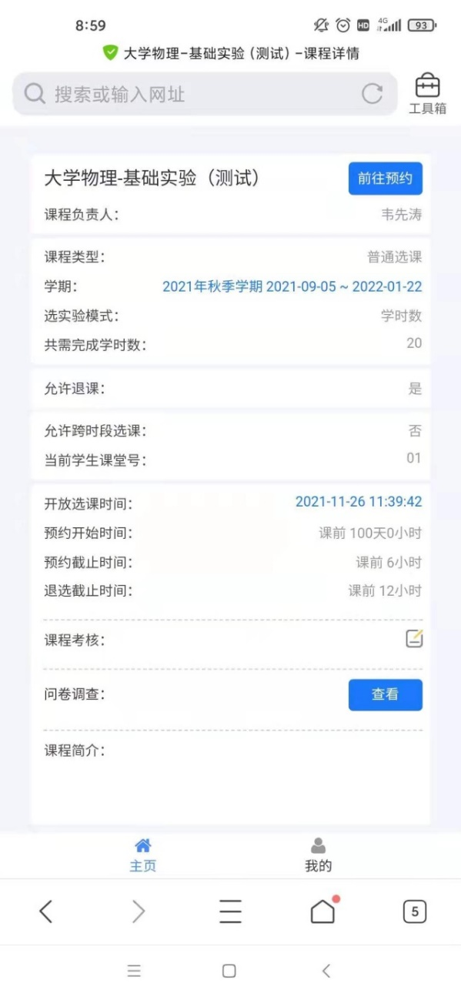 8:59
HD 4G 93
大学物理-基础实验（测试）-课程详情
搜索或输入网址
工具箱
大学物理-基础实验（测试） 前往预约
课程负责人： 韦先涛
课程类型： 普通选课
学期： 2021年秋季学期 2021-09-05 ~ 2022-01-22
选实验模式： 学时数
共需完成学时数： 20
允许退课： 是
允许跨时段选课： 否
当前学生课堂号： 01
开放选课时间： 2021-11-26 11:39:42
预约开始时间： 课前 100天0小时
预约截止时间： 课前 6小时
退选截止时间： 课前 12小时
课程考核：
问卷调查： 查看
课程简介：
主页 我的
5